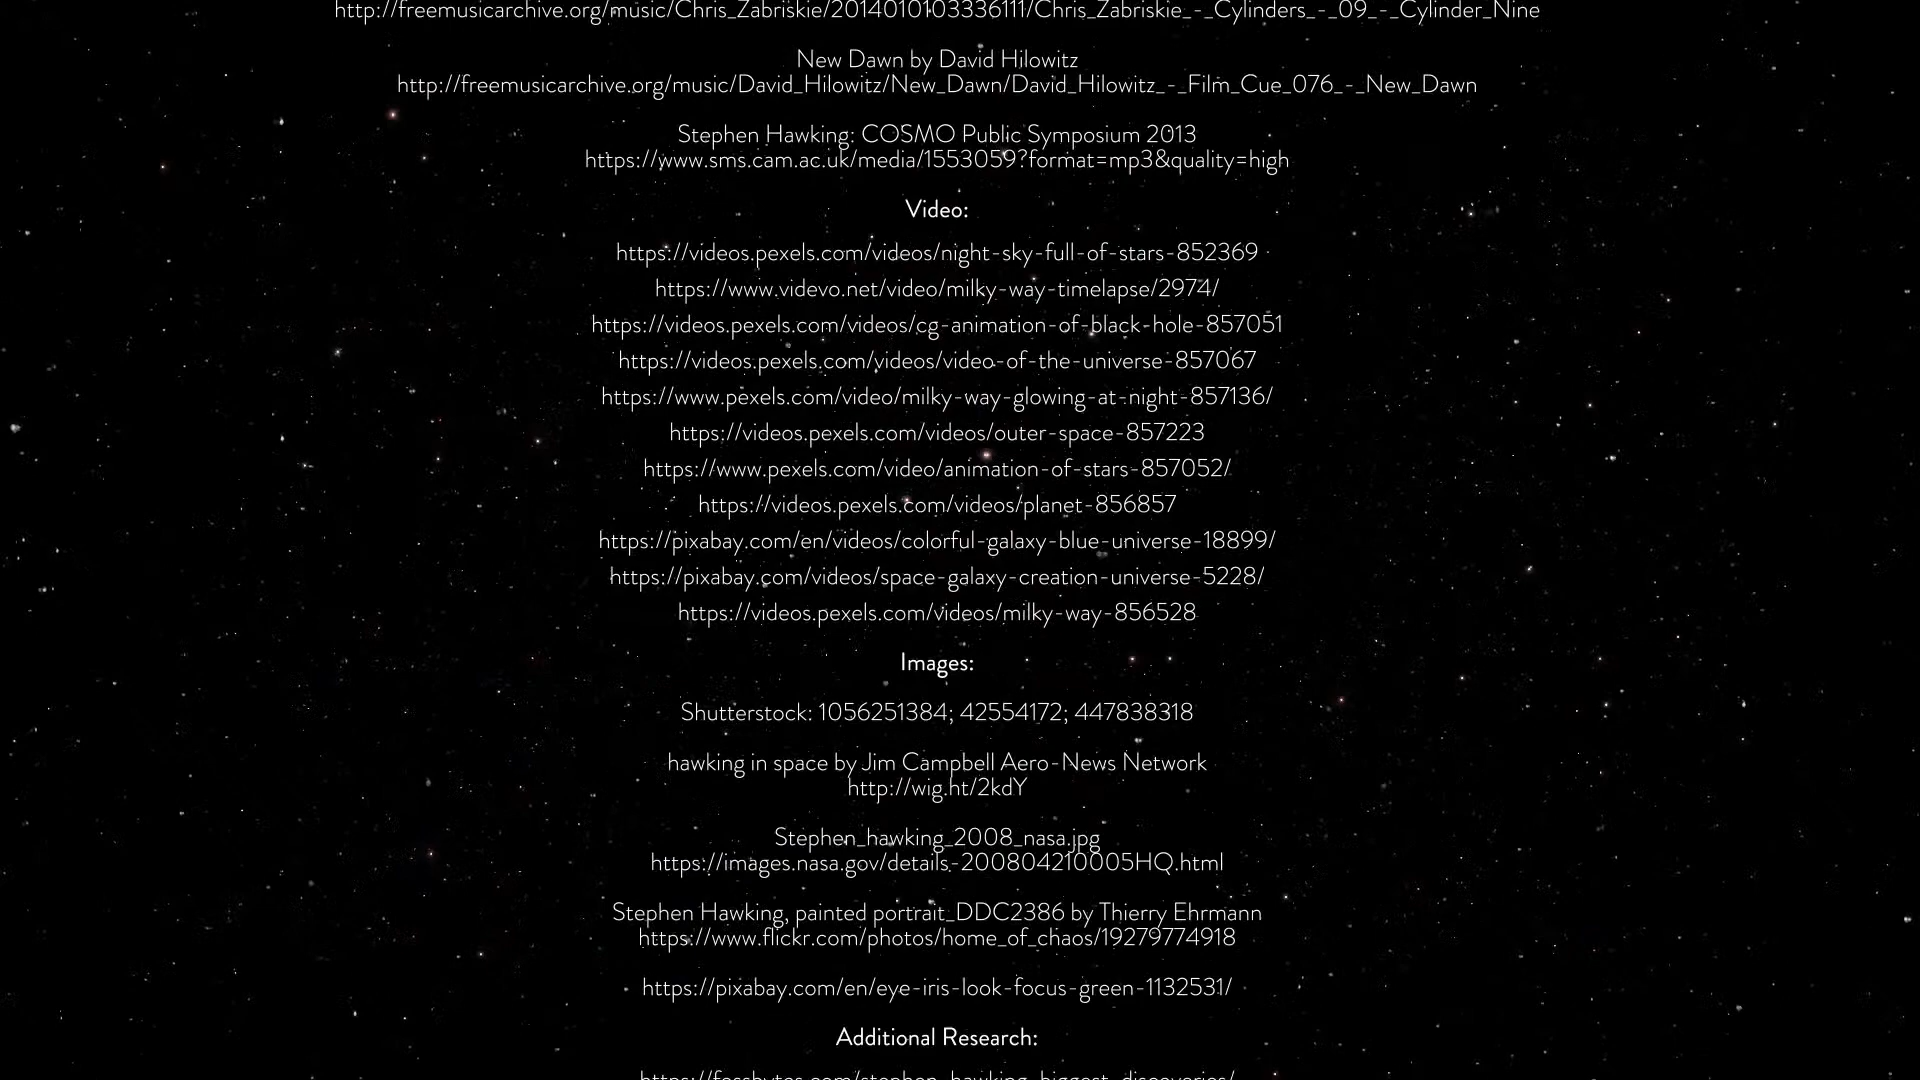 http://freemusicarchive.org/music/Chris_Zabriskie/2014010103336111/Chris_Zabriskie_-_Cylinders_-_09_-_Cylinder_Nine
New Dawn by David Hilowitz
http://freemusicarchive.org/music/David_Hilowitz/New_Dawn/David_Hilowitz_-_Film_Cue_076_-_New_Dawn
Stephen Hawking: COSMO Public Symposium 2013
https://www.sms.cam.ac.uk/media/1553059?format=mp3&quality=high
Video:
https://videos.pexels.com/videos/night-sky-full-of-stars-852369
https://www.videvo.net/video/milky-way-timelapse/2974/
https://videos.pexels.com/videos/cg-animation-of-black-hole-857051
https://videos.pexels.com/videos/video-of-the-universe-857067
https://www.pexels.com/video/milky-way-glowing-at-night-857136/
https://videos.pexels.com/videos/outer-space-857223
https://www.pexels.com/video/animation-of-stars-857052/
https://videos.pexels.com/videos/planet-856857
https://pixabay.com/en/videos/colorful-galaxy-blue-universe-18899/
https://pixabay.com/videos/space-galaxy-creation-universe-5228/
https://videos.pexels.com/videos/milky-way-856528
Images:
Shutterstock: 1056251384; 42554172; 447838318
hawking in space by Jim Campbell Aero-News Network
http://wig.ht/2kdY
Stephen_hawking_2008_nasa.jpg
https://images.nasa.gov/details-200804210005HQ.html
Stephen Hawking, painted portrait_DDC2386 by Thierry Ehrmann
https://www.flickr.com/photos/home_of_chaos/19279774918
https://pixabay.com/en/eye-iris-look-focus-green-1132531/
Additional Research:
https://fossbytes.com/stephen-hawking-biggest-discoveries/